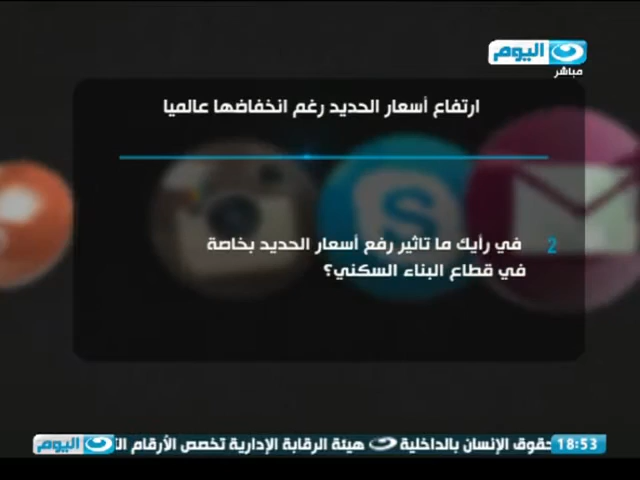 اليوم
مباشر
ارتفاع أسعار الحديد رغم انخفاضها عالميا
2 في رأيك ما تاثير رفع أسعار الحديد بخاصة
في قطاع البناء السكني؟
18:53 حقوق الإنسان بالداخلية هيئة الرقابة الإدارية تخصص الأرقام اليوم